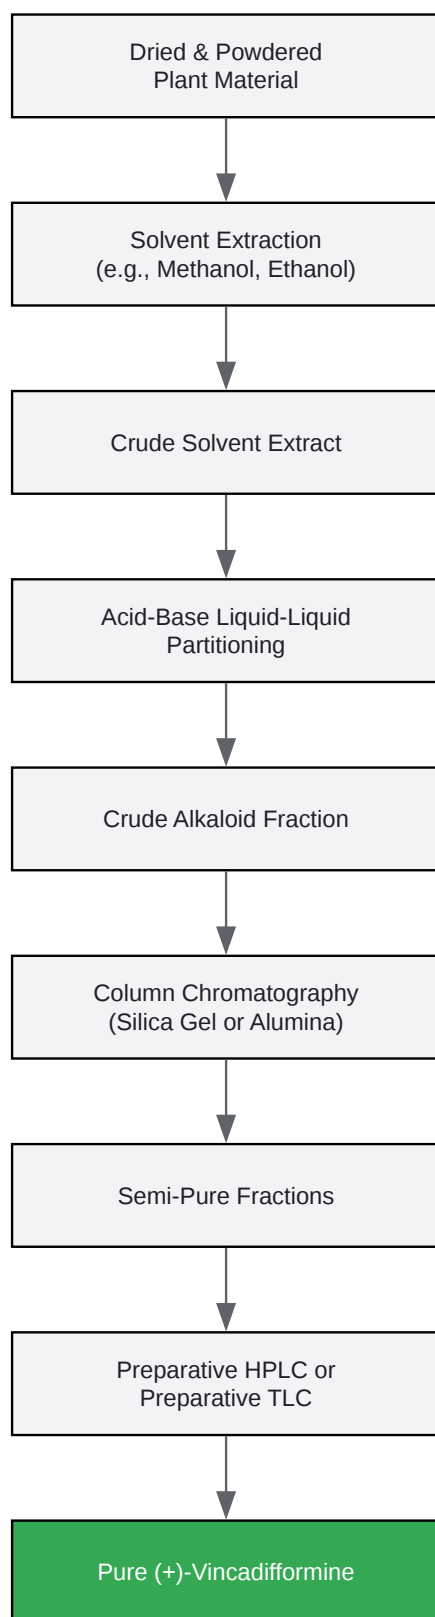 Dried & Powdered
Plant Material
Solvent Extraction
(e.g., Methanol, Ethanol)
Crude Solvent Extract
Acid-Base Liquid-Liquid
Partitioning
Crude Alkaloid Fraction
Column Chromatography
(Silica Gel or Alumina)
Semi-Pure Fractions
Preparative HPLC or
Preparative TLC
Pure (+)-Vincadifformine